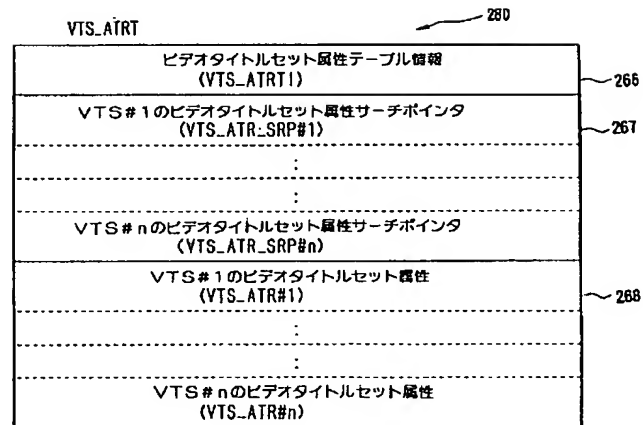 VTS_ATRT
280
ビデオタイトルセット属性テーブル情報
(VTS_ATRTI)
266
VTS#1のビデオタイトルセット属性サーチポインタ
(VTS_ATR_SRP#1)
267
:
:
VTS#nのビデオタイトルセット属性サーチポインタ
(VTS_ATR_SRP#n)
VTS#1のビデオタイトルセット属性
(VTS_ATR#1)
268
:
:
VTS#nのビデオタイトルセット属性
(VTS_ATR#n)